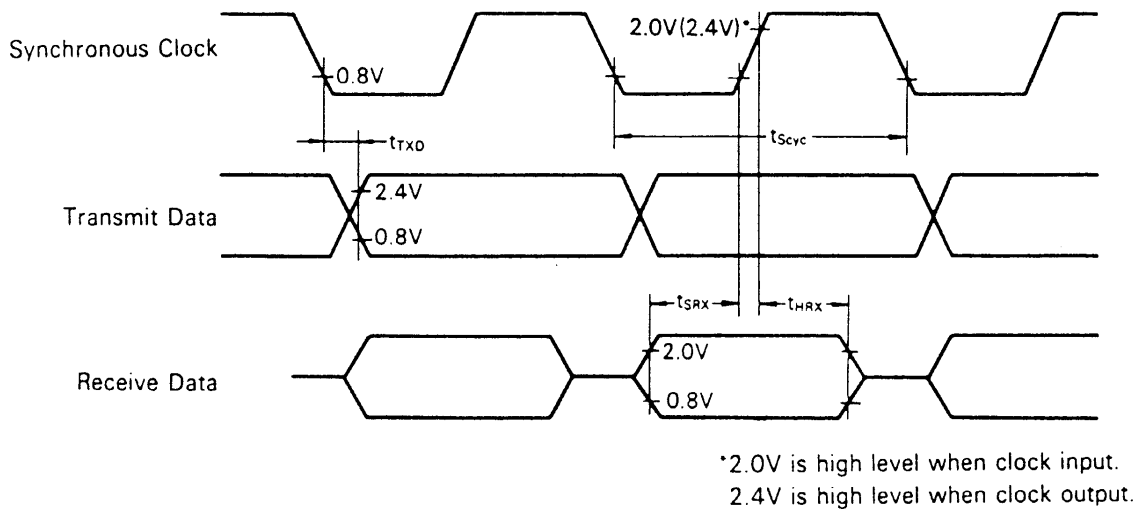 Synchronous Clock
0.8V
2.0V(2.4V)*
tScyc
tTXD
Transmit Data
2.4V
0.8V
tSRX
tHRX
Receive Data
2.0V
0.8V
*2.0V is high level when clock input.
2.4V is high level when clock output.